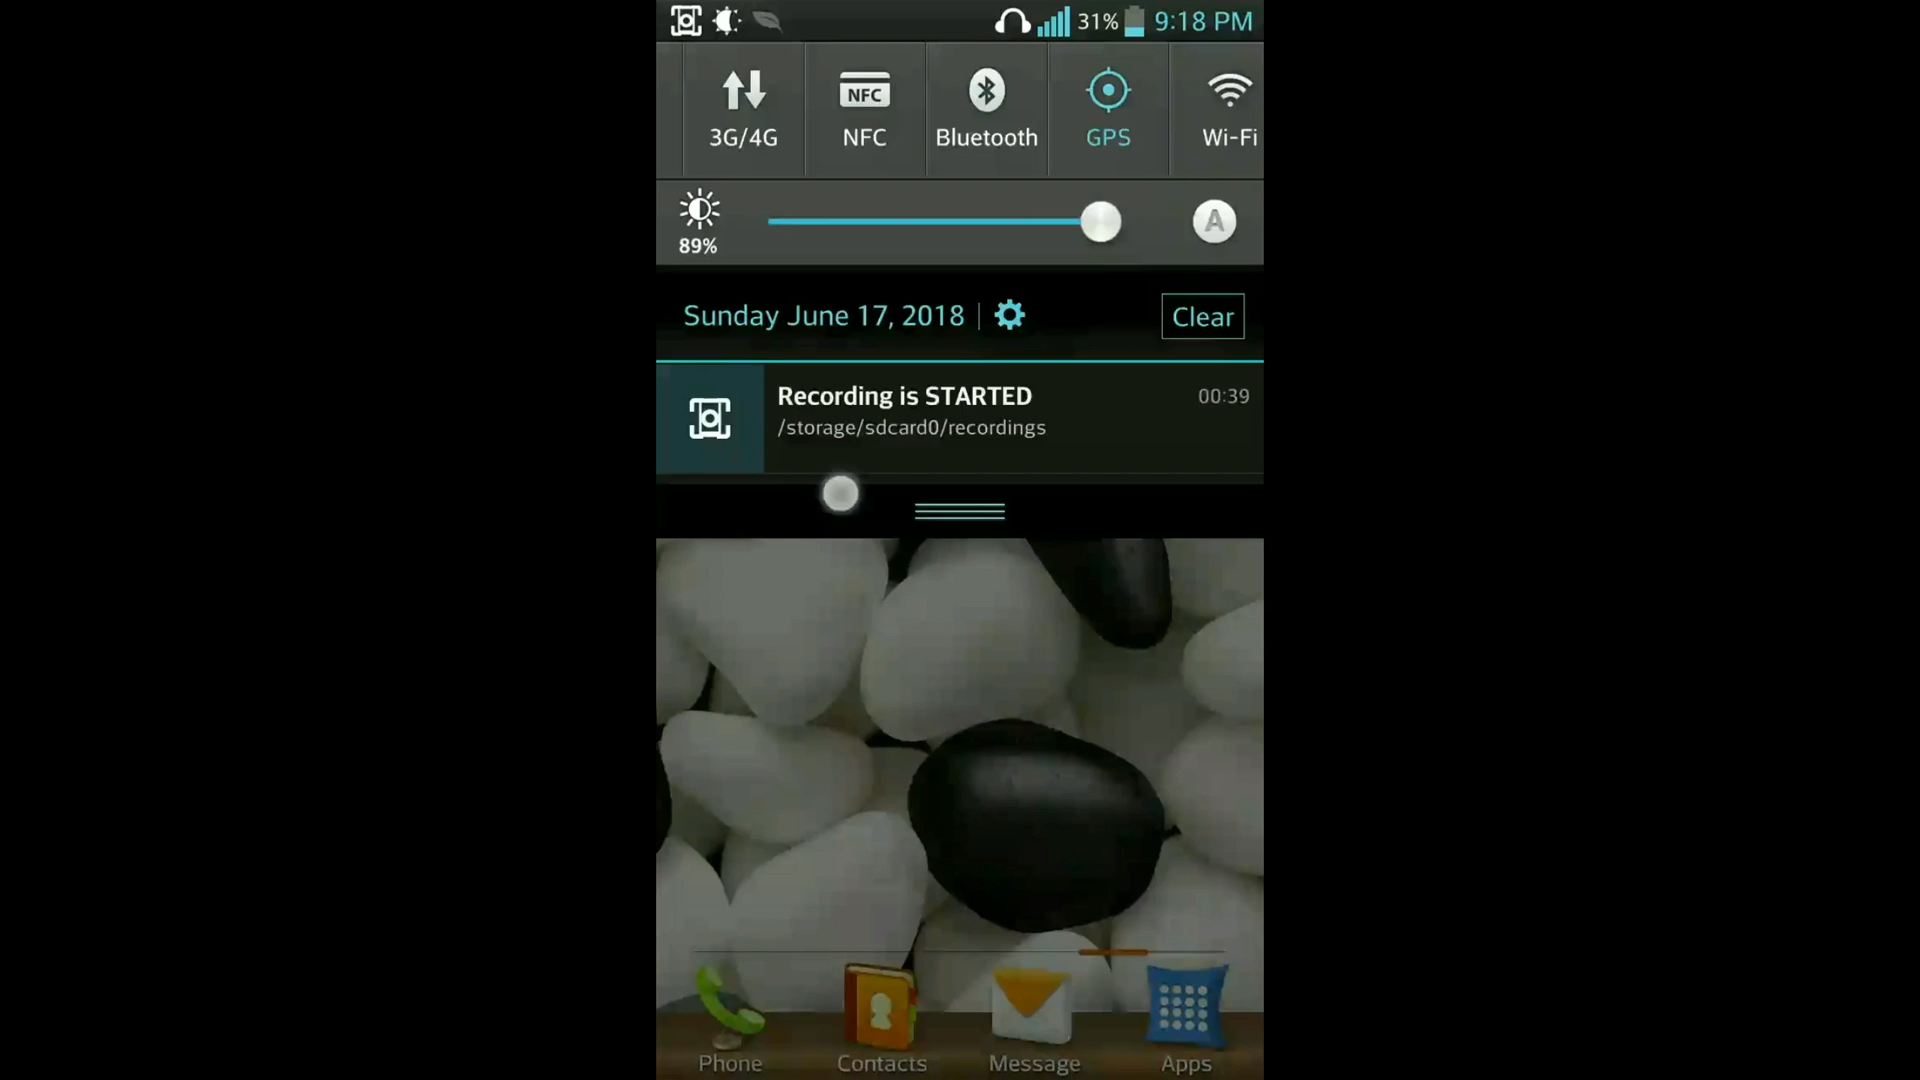 31% 9:18 PM
NFC
3G/4G NFC Bluetooth GPS Wi-Fi
A
89%
Sunday June 17, 2018 Clear
Recording is STARTED 00:39
/storage/sdcard0/recordings
Phone Contacts Message Apps